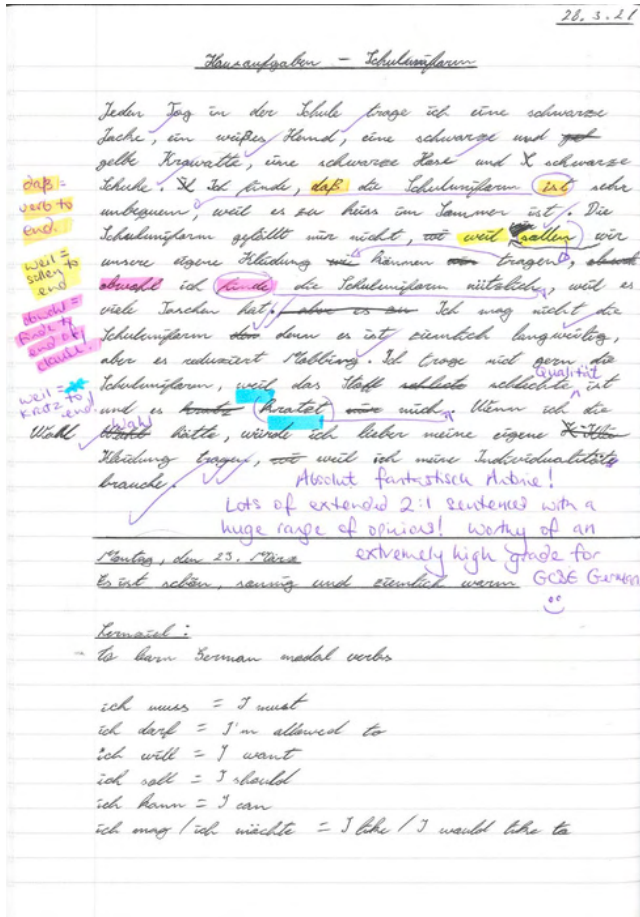 28.3.21
Hausaufgaben - Schuluniform
Jeden Tag in der Schule trage ich eine schwarze
Jacke, ein weißes Hemd, eine schwarze und
gelbe Krawatte, eine schwarze Hose und X schwarze
Schuhe. Ich finde, daß die Schuluniform ist sehr
unbequem, weil es zu heiss im Sommer ist. Die
Schuluniform gefällt mir nicht, weil sollen wir
unsere eigene Kleidung können tragen,
obwohl ich finde die Schuluniform nützlich, weil es
viele Taschen hat. Ich mag nicht die
Schuluniform denn es ist ziemlich langweilig,
aber es reduziert Mobbing. Ich trage nicht gern die
Qualität
Schuluniform, weil das Stoff schlechte ist
und es kratzt mich. Wenn ich die
Wahl hätte, würde ich lieber meine eigene
Kleidung tragen, weil ich meine Individualität
brauche.
daß =
verb to
end.
weil =
sollen to
end
obwohl =
finde to
end of
clause.
weil =
kratz to
end!
Absolut fantastisch
Lots of extended 2:1 sentences with a
huge range of opinions! Worthy of an
extremely high grade for
GCSE German
Montag, den 23. März
Es ist schön, sonnig und ziemlich warm
Lernziel:
to learn German modal verbs
ich muss = I must
ich darf = I'm allowed to
ich will = I want
ich soll = I should
ich kann = I can
ich mag / ich möchte = I like / I would like to